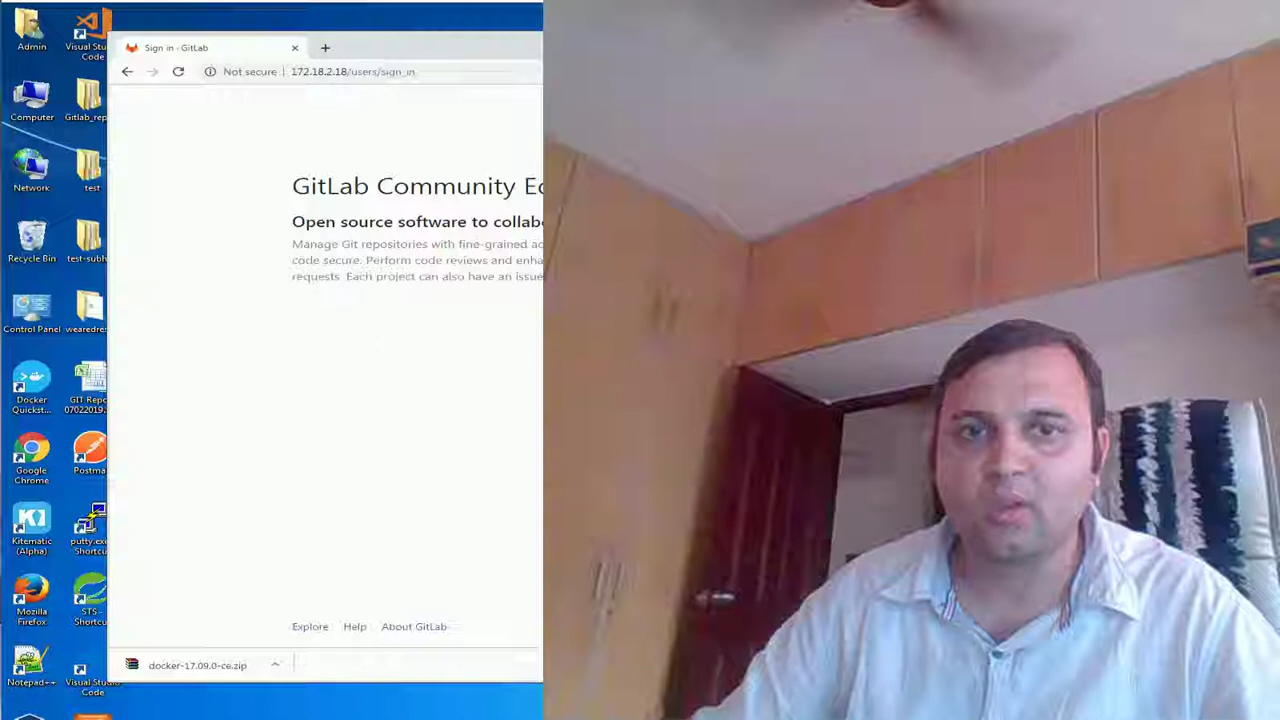 Admin
Visual Stu
Code
Computer
Gitlab_rep
Network
test
Recycle Bin
test-subh
Control Panel
wearedre
Docker
Quickst...
GIT Repo
07022019.
Google
Chrome
Postma
Kitematic
(Alpha)
putty.exe
Shortcu
Mozilla
Firefox
STS -
Shortcu
Notepad++
Visual Studio
Code
Sign in · GitLab
Not secure | 172.18.2.18/users/sign_in
GitLab Community Ed
Open source software to collabo
Manage Git repositories with fine-grained ac
code secure. Perform code reviews and enha
requests. Each project can also have an issue
Explore Help About GitLab
docker-17.09.0-ce.zip